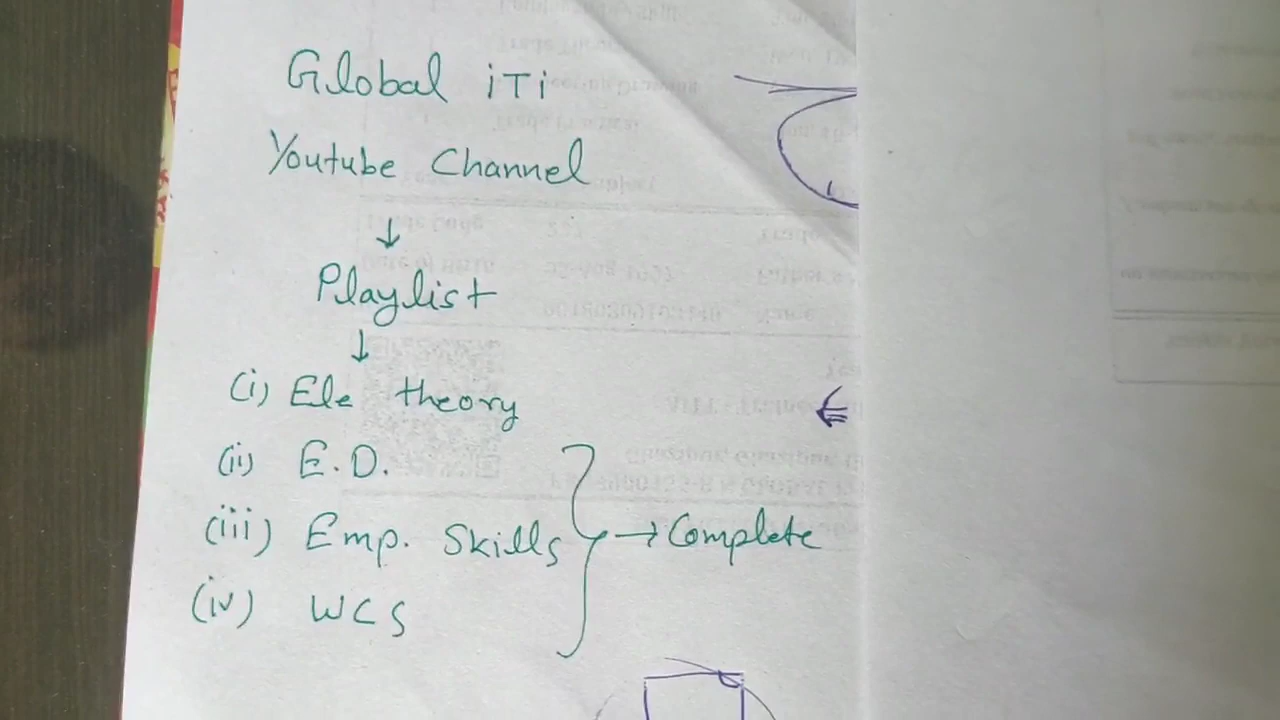 Global iTi
Youtube Channel
↓
Playlist
↓
(i) Ele theory
(ii) E.D.
(iii) Emp. Skills
(iv) WCS
→ Complete